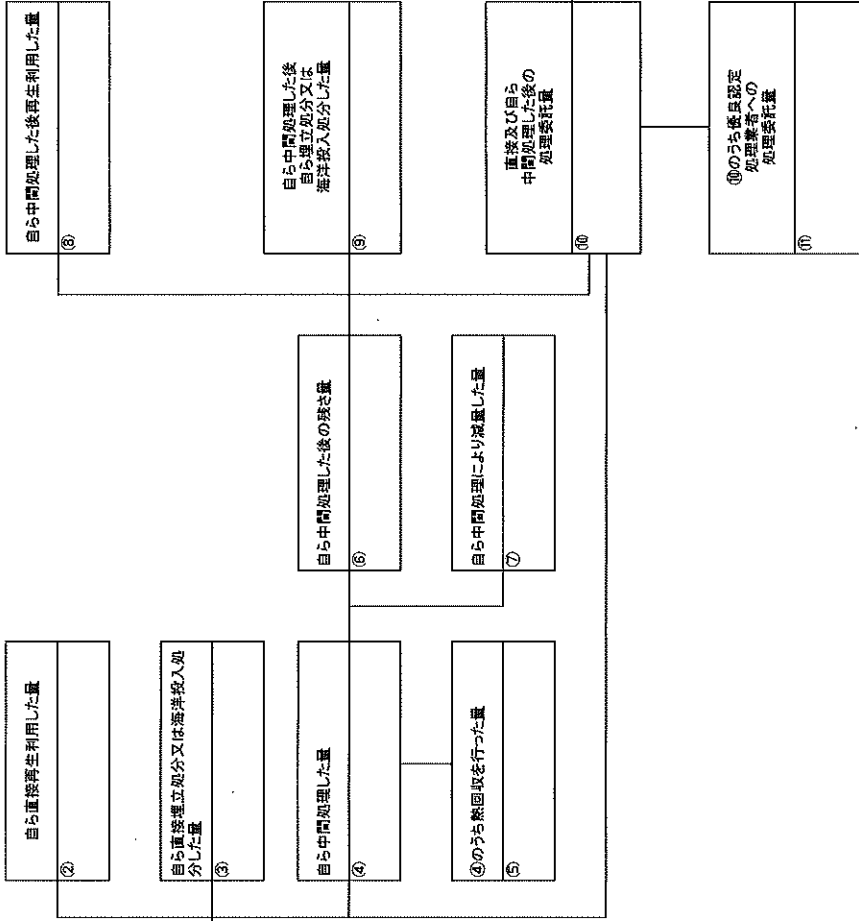 自ら直接再生利用した量
②
自ら直接埋立処分又は海洋投入処
分した量
③
自ら中間処理した量
④
④のうち熱回収を行った量
⑤
自ら中間処理した後の残さ量
⑥
自ら中間処理により減量した量
⑦
自ら中間処理した後再生利用した量
⑧
自ら中間処理した後
自ら埋立処分又は
海洋投入処分した量
⑨
直接及び自ら
中間処理した後の
処理委託量
⑩
⑩のうち優良認定
処理業者への
処理委託量
⑪